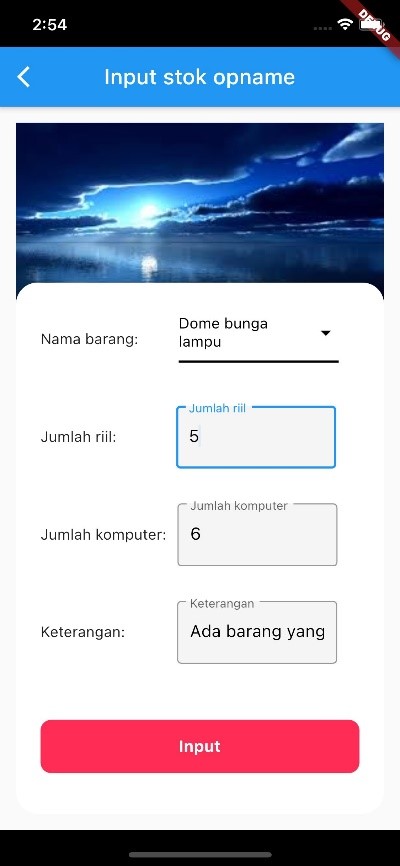 2:54
DEBUG
Input stok opname
Nama barang:
Dome bunga
lampu
Jumlah riil
Jumlah riil:
5
Jumlah komputer
Jumlah komputer:
6
Keterangan
Keterangan:
Ada barang yang
Input